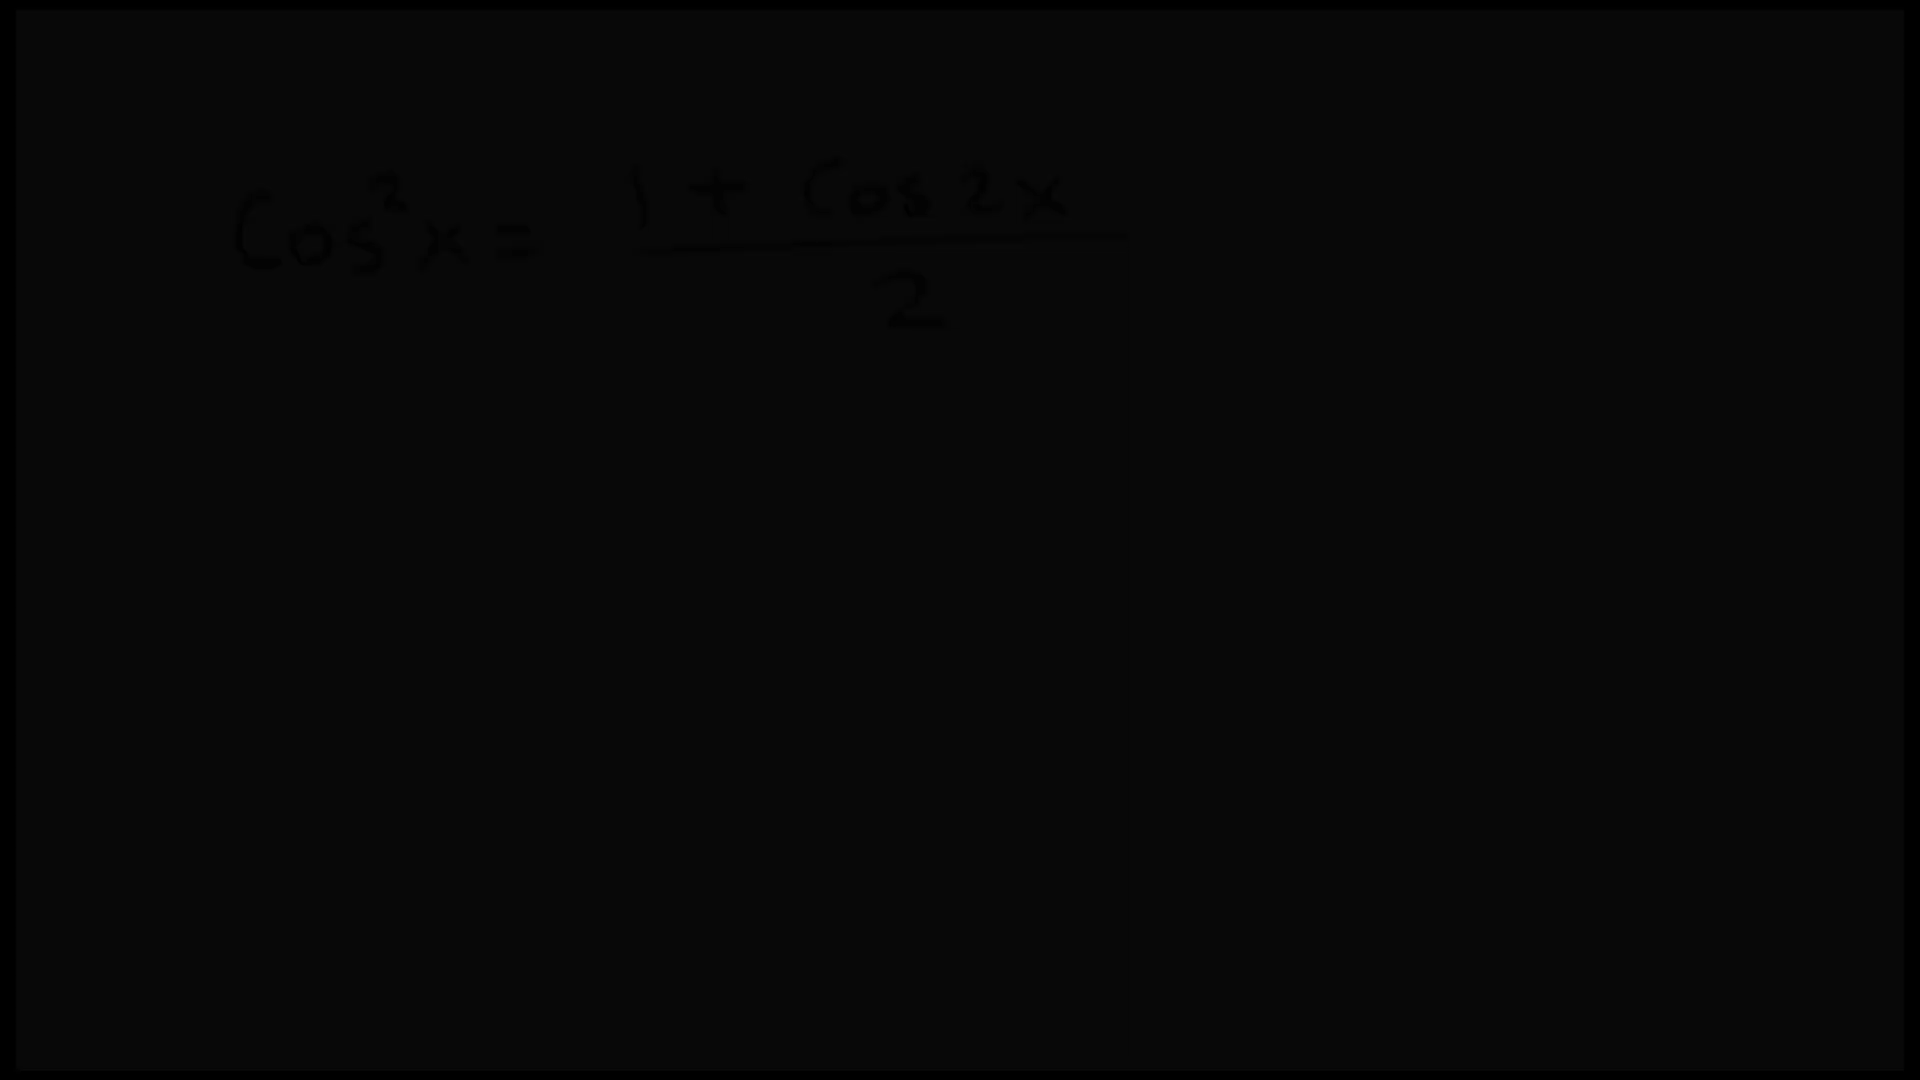 Cos²x = (1 + Cos 2x)/2